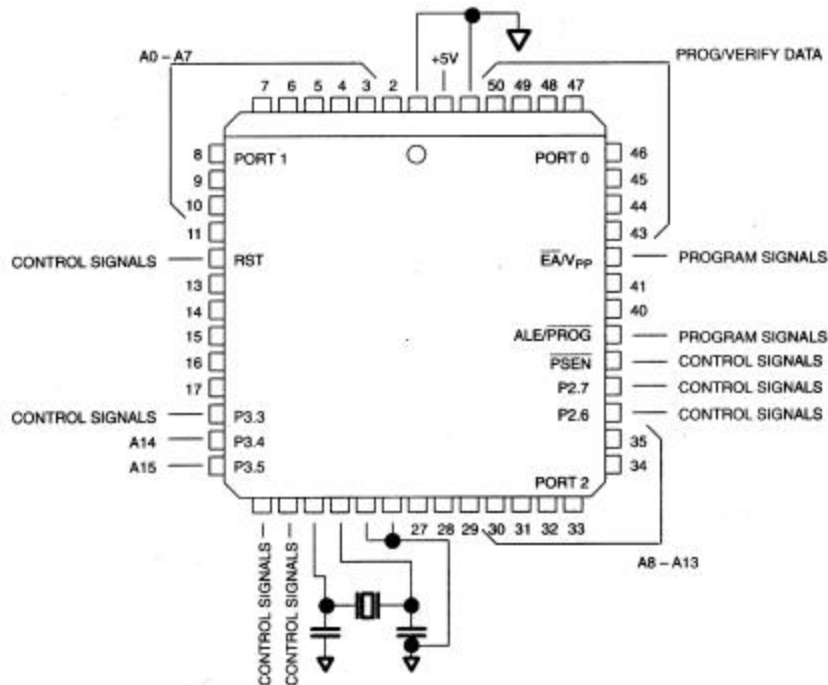 A0 – A7
+5V
PROG/VERIFY DATA
7 6 5 4 3 2 50 49 48 47
8 PORT 1 PORT 0 46
9 45
10 44
11 43
CONTROL SIGNALS RST EA/VPP PROGRAM SIGNALS
13 41
14 40
15 ALE/PROG PROGRAM SIGNALS
16 PSEN CONTROL SIGNALS
17 P2.7 CONTROL SIGNALS
CONTROL SIGNALS P3.3 P2.6 CONTROL SIGNALS
A14 P3.4 35
A15 P3.5 34
PORT 2
27 28 29 30 31 32 33
A8 – A13
CONTROL SIGNALS
CONTROL SIGNALS